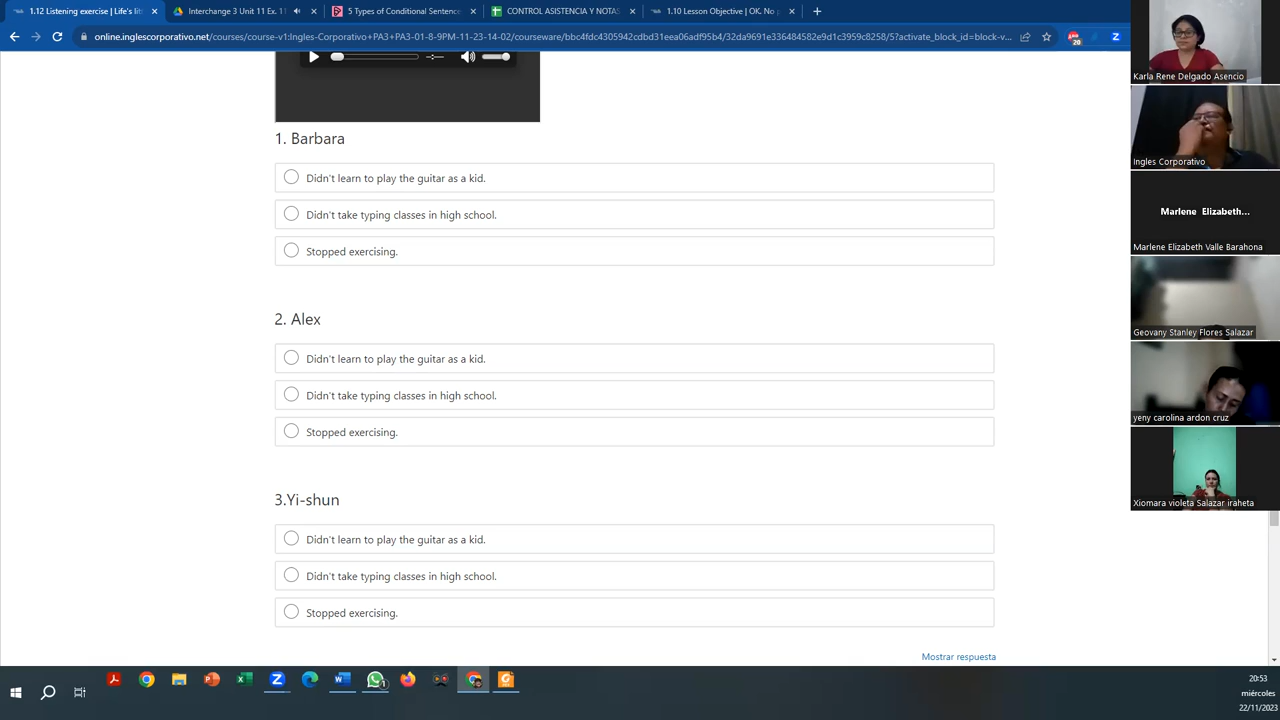 1.12 Listening exercise | Life's litt
Interchange 3 Unit 11 Ex. 11
5 Types of Conditional Sentence
CONTROL ASISTENCIA Y NOTAS
1.10 Lesson Objective | OK. No p
online.inglescorporativo.net/courses/course-v1:Ingles-Corporativo+PA3+PA3-01-8-9PM-11-23-14-02/courseware/bbc4fdc4305942cdbd31eea06adf95b4/32da9691e336484582e9d1c3959c8258/5?activate_block_id=block-v...
20
Karla Rene Delgado Asencio
Ingles Corporativo
Marlene Elizabeth...
Marlene Elizabeth Valle Barahona
Geovany Stanley Flores Salazar
yeny carolina ardon cruz
Xiomara violeta Salazar iraheta
1. Barbara
Didn't learn to play the guitar as a kid.
Didn't take typing classes in high school.
Stopped exercising.
2. Alex
Didn't learn to play the guitar as a kid.
Didn't take typing classes in high school.
Stopped exercising.
3.Yi-shun
Didn't learn to play the guitar as a kid.
Didn't take typing classes in high school.
Stopped exercising.
Mostrar respuesta
20:53
miércoles
22/11/2023